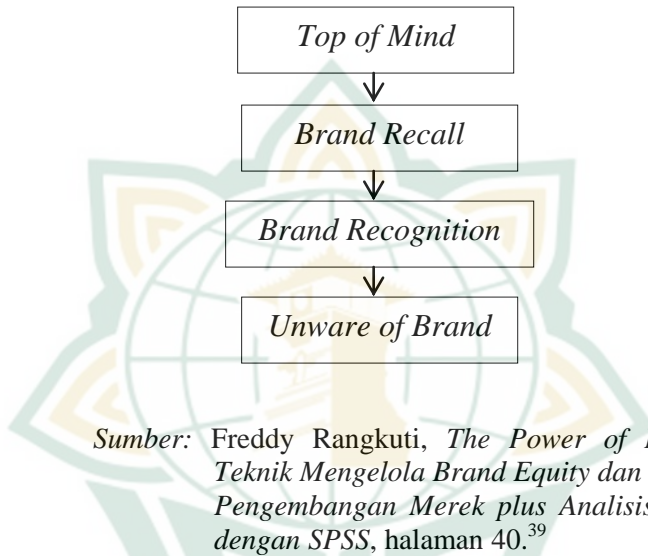 Top of Mind
Brand Recall
Brand Recognition
Unware of Brand
Sumber: Freddy Rangkuti, The Power of
Teknik Mengelola Brand Equity dan
Pengembangan Merek plus Analisis
dengan SPSS, halaman 40.39